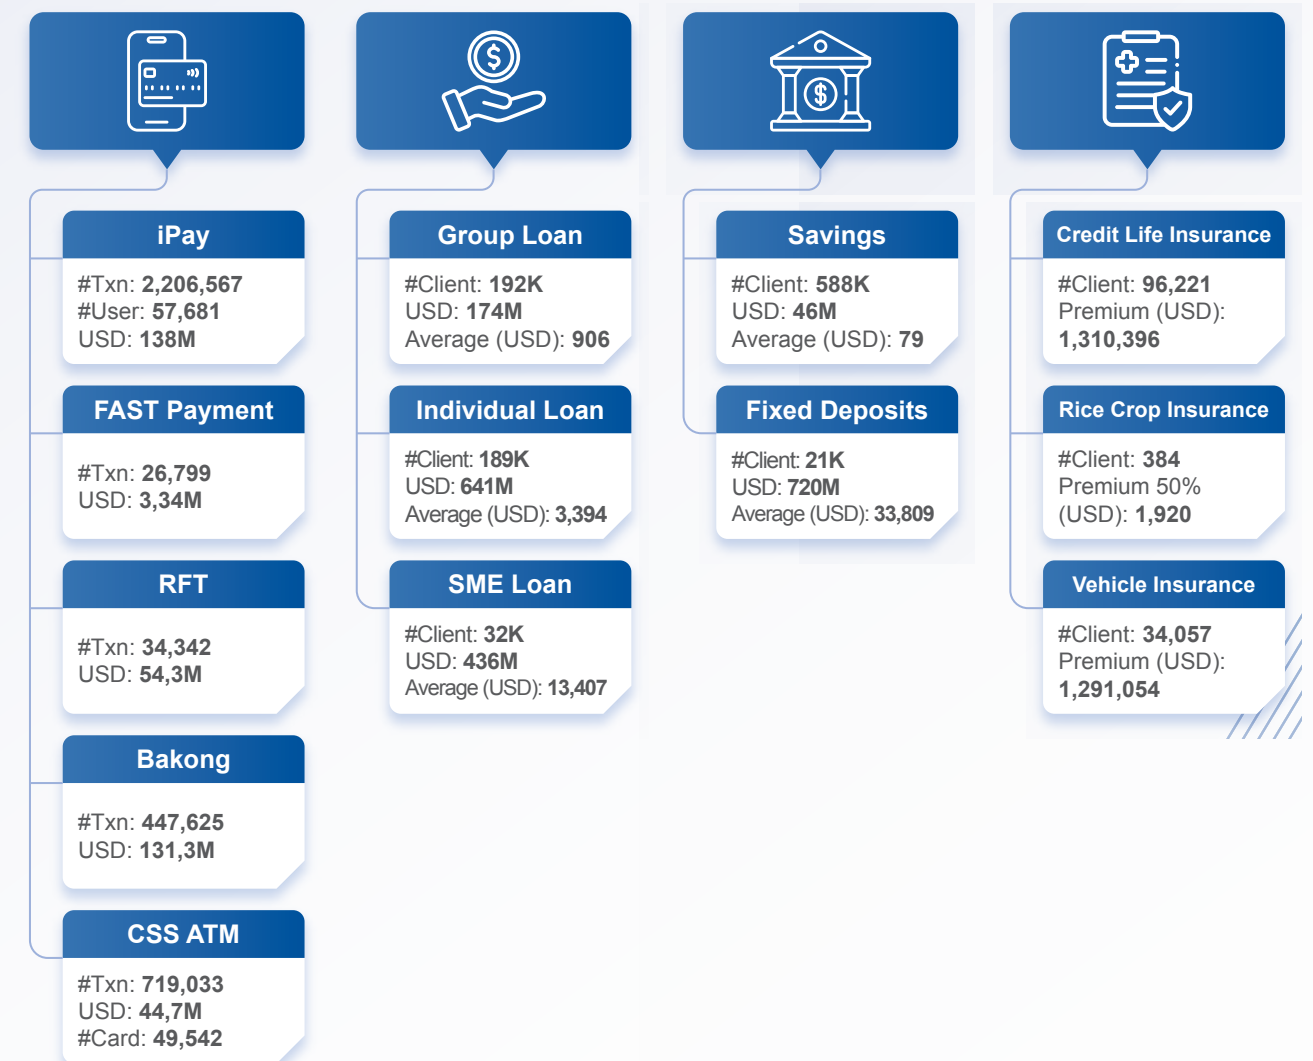 iPay
#Txn: 2,206,567
#User: 57,681
USD: 138M
FAST Payment
#Txn: 26,799
USD: 3,34M
RFT
#Txn: 34,342
USD: 54,3M
Bakong
#Txn: 447,625
USD: 131,3M
CSS ATM
#Txn: 719,033
USD: 44,7M
#Card: 49,542
Group Loan
#Client: 192K
USD: 174M
Average (USD): 906
Individual Loan
#Client: 189K
USD: 641M
Average (USD): 3,394
SME Loan
#Client: 32K
USD: 436M
Average (USD): 13,407
Savings
#Client: 588K
USD: 46M
Average (USD): 79
Fixed Deposits
#Client: 21K
USD: 720M
Average (USD): 33,809
Credit Life Insurance
#Client: 96,221
Premium (USD):
1,310,396
Rice Crop Insurance
#Client: 384
Premium 50%
(USD): 1,920
Vehicle Insurance
#Client: 34,057
Premium (USD):
1,291,054